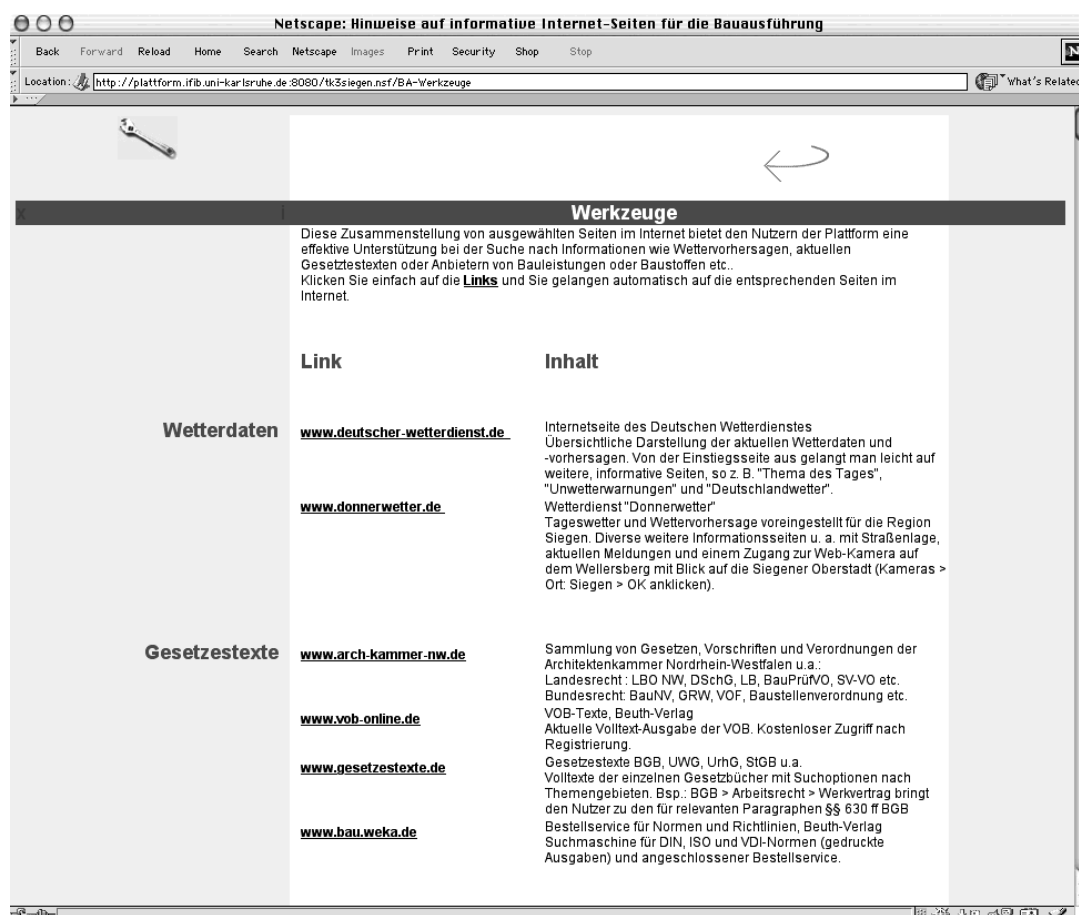 Netscape: Hinweise auf informative Internet-Seiten für die Bauausführung
Back Forward Reload Home Search Netscape Images Print Security Shop Stop
Location: http://plattform.ifib.uni-karlsruhe.de:8080/tk3siegen.nsf/BA-Werkzeuge What's Related
Werkzeuge
Diese Zusammenstellung von ausgewählten Seiten im Internet bietet den Nutzern der Plattform eine
effektive Unterstützung bei der Suche nach Informationen wie Wettervorhersagen, aktuellen
Gesetztestexten oder Anbietern von Bauleistungen oder Baustoffen etc..
Klicken Sie einfach auf die Links und Sie gelangen automatisch auf die entsprechenden Seiten im
Internet.
Link Inhalt
Wetterdaten
www.deutscher-wetterdienst.de
Internetseite des Deutschen Wetterdienstes
Übersichtliche Darstellung der aktuellen Wetterdaten und
-vorhersagen. Von der Einstiegsseite aus gelangt man leicht auf
weitere, informative Seiten, so z. B. "Thema des Tages",
"Unwetterwarnungen" und "Deutschlandwetter".
www.donnerwetter.de
Wetterdienst "Donnerwetter"
Tageswetter und Wettervorhersage voreingestellt für die Region
Siegen. Diverse weitere Informationsseiten u. a. mit Straßenlage,
aktuellen Meldungen und einem Zugang zur Web-Kamera auf
dem Wellersberg mit Blick auf die Siegener Oberstadt (Kameras >
Ort: Siegen > OK anklicken).
Gesetzestexte
www.arch-kammer-nw.de
Sammlung von Gesetzen, Vorschriften und Verordnungen der
Architektenkammer Nordrhein-Westfalen u.a.:
Landesrecht : LBO NW, DSchG, LB, BauPrüfVO, SV-VO etc.
Bundesrecht: BauNV, GRW, VOF, Baustellenverordnung etc.
www.vob-online.de
VOB-Texte, Beuth-Verlag
Aktuelle Volltext-Ausgabe der VOB. Kostenloser Zugriff nach
Registrierung.
www.gesetzestexte.de
Gesetzestexte BGB, UWG, UrhG, StGB u.a.
Volltexte der einzelnen Gesetzbücher mit Suchoptionen nach
Themengebieten. Bsp.: BGB > Arbeitsrecht > Werkvertrag bringt
den Nutzer zu den für relevanten Paragraphen §§ 630 ff BGB
www.bau.weka.de
Bestellservice für Normen und Richtlinien, Beuth-Verlag
Suchmaschine für DIN, ISO und VDI-Normen (gedruckte
Ausgaben) und angeschlossener Bestellservice.